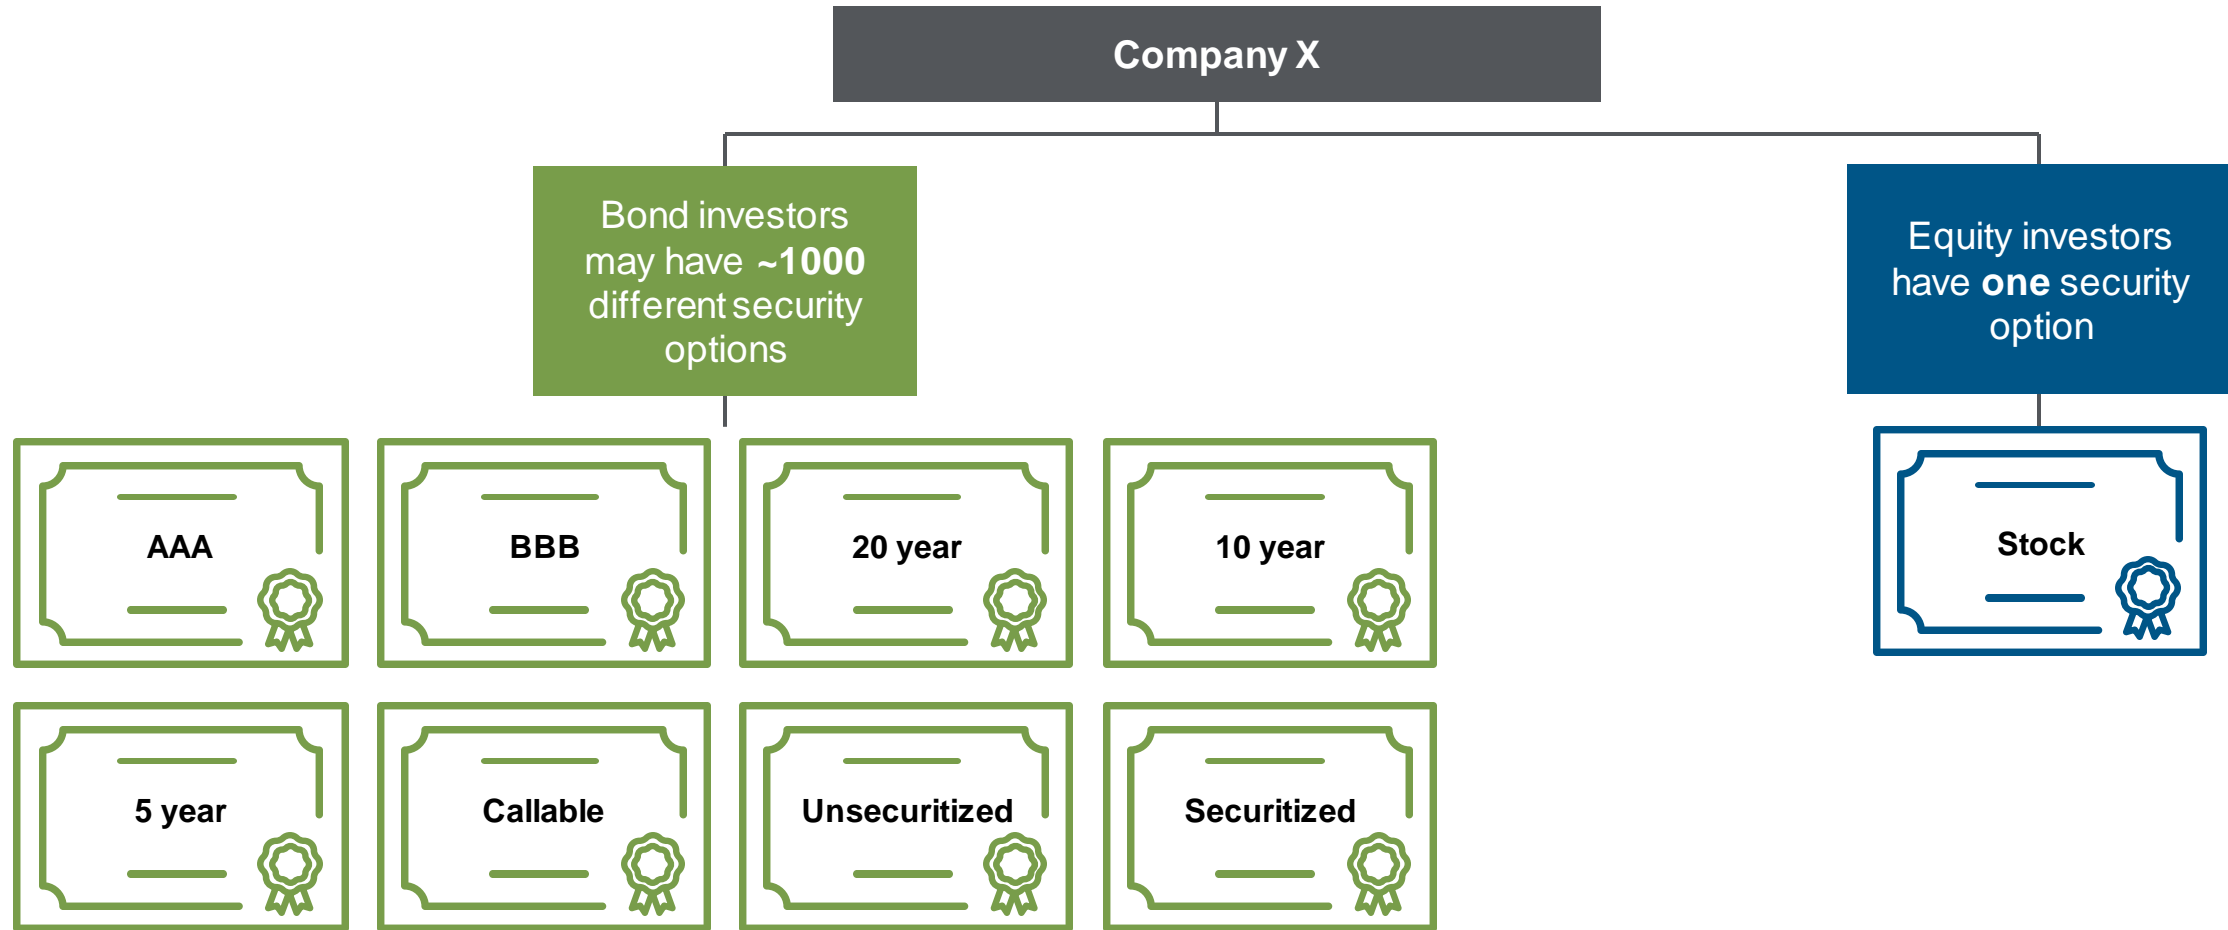 Company X
Bond investors
may have ~1000
different security
options
Equity investors
have one security
option
AAA
BBB
20 year
10 year
Stock
5 year
Callable
Unsecuritized
Securitized